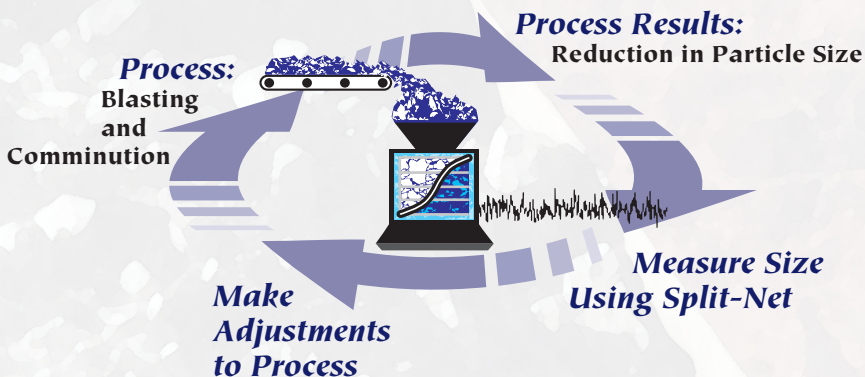 Process:
Blasting
and
Comminution
Process Results:
Reduction in Particle Size
Measure Size
Using Split-Net
Make
Adjustments
to Process